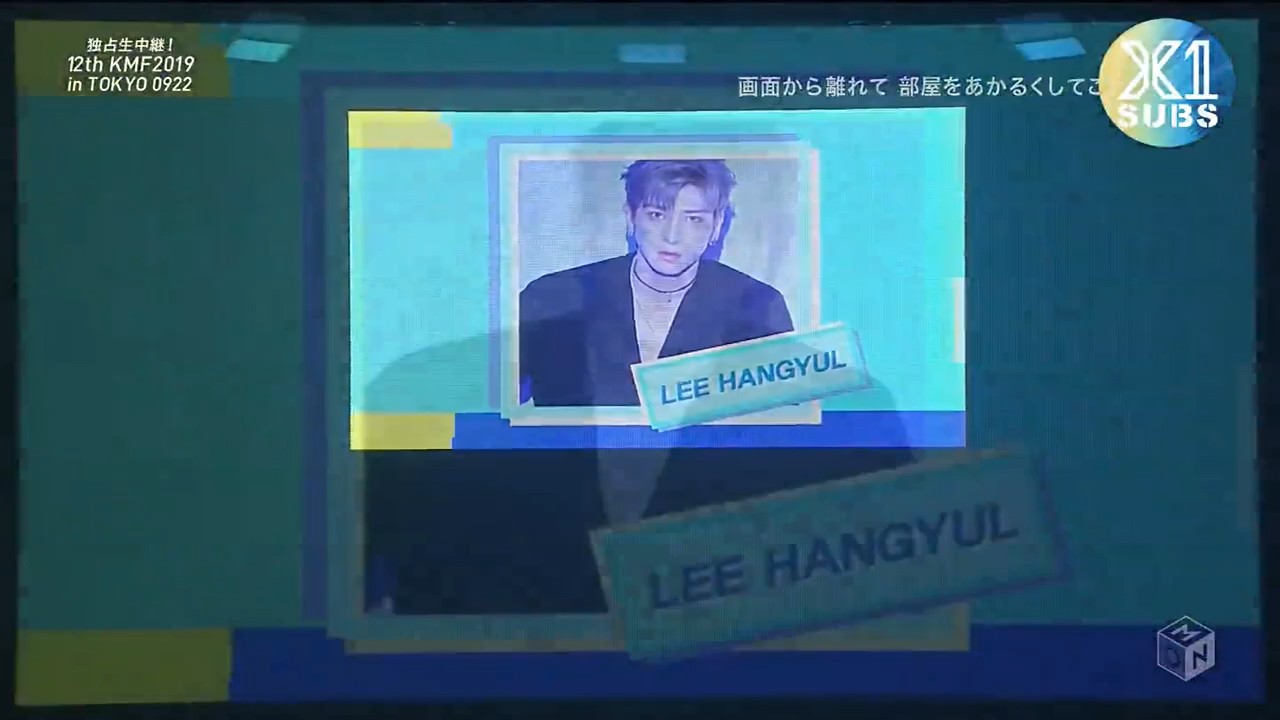 独占生中継!
12th KMF2019
in TOKYO 0922
画面から離れて 部屋をあかるくしてこ
X1
SUBS
LEE HANGYUL
LEE HANGYUL
M
O N